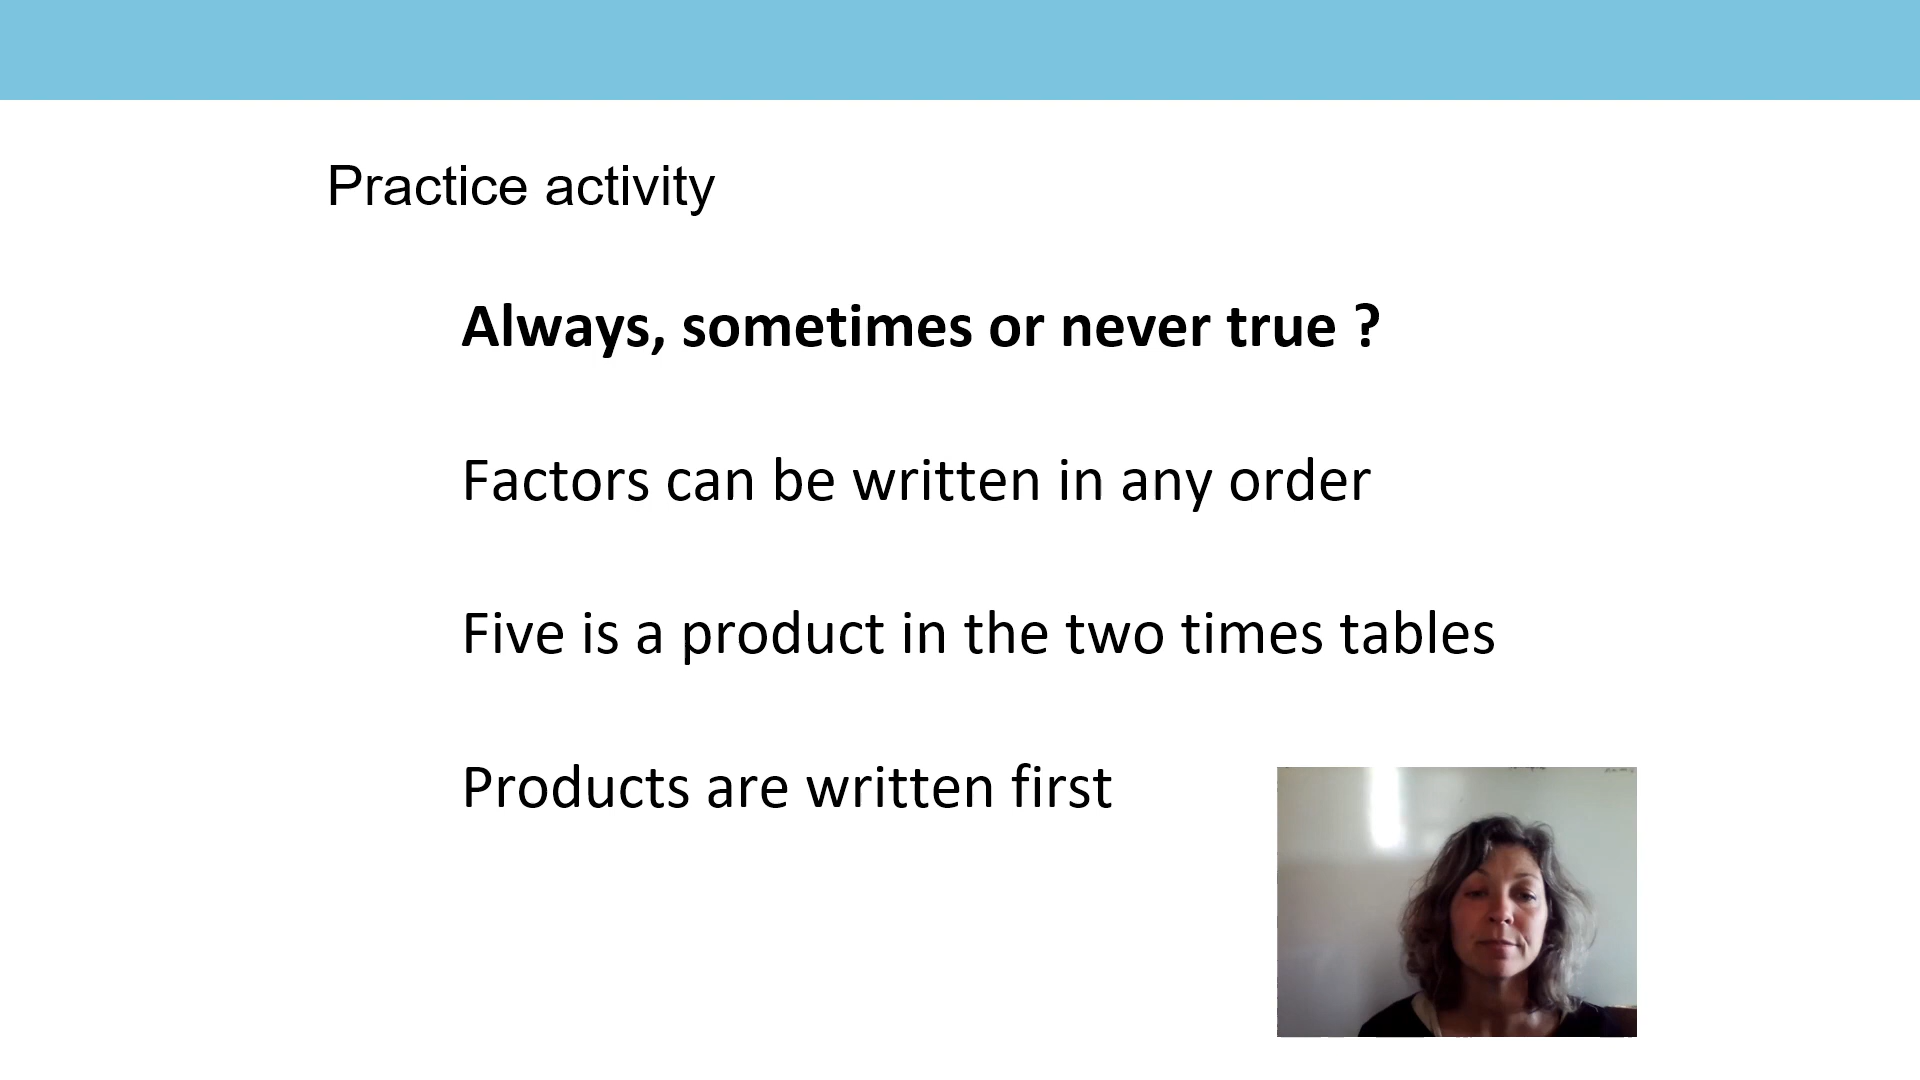 Practice activity
Always, sometimes or never true ?
Factors can be written in any order
Five is a product in the two times tables
Products are written first